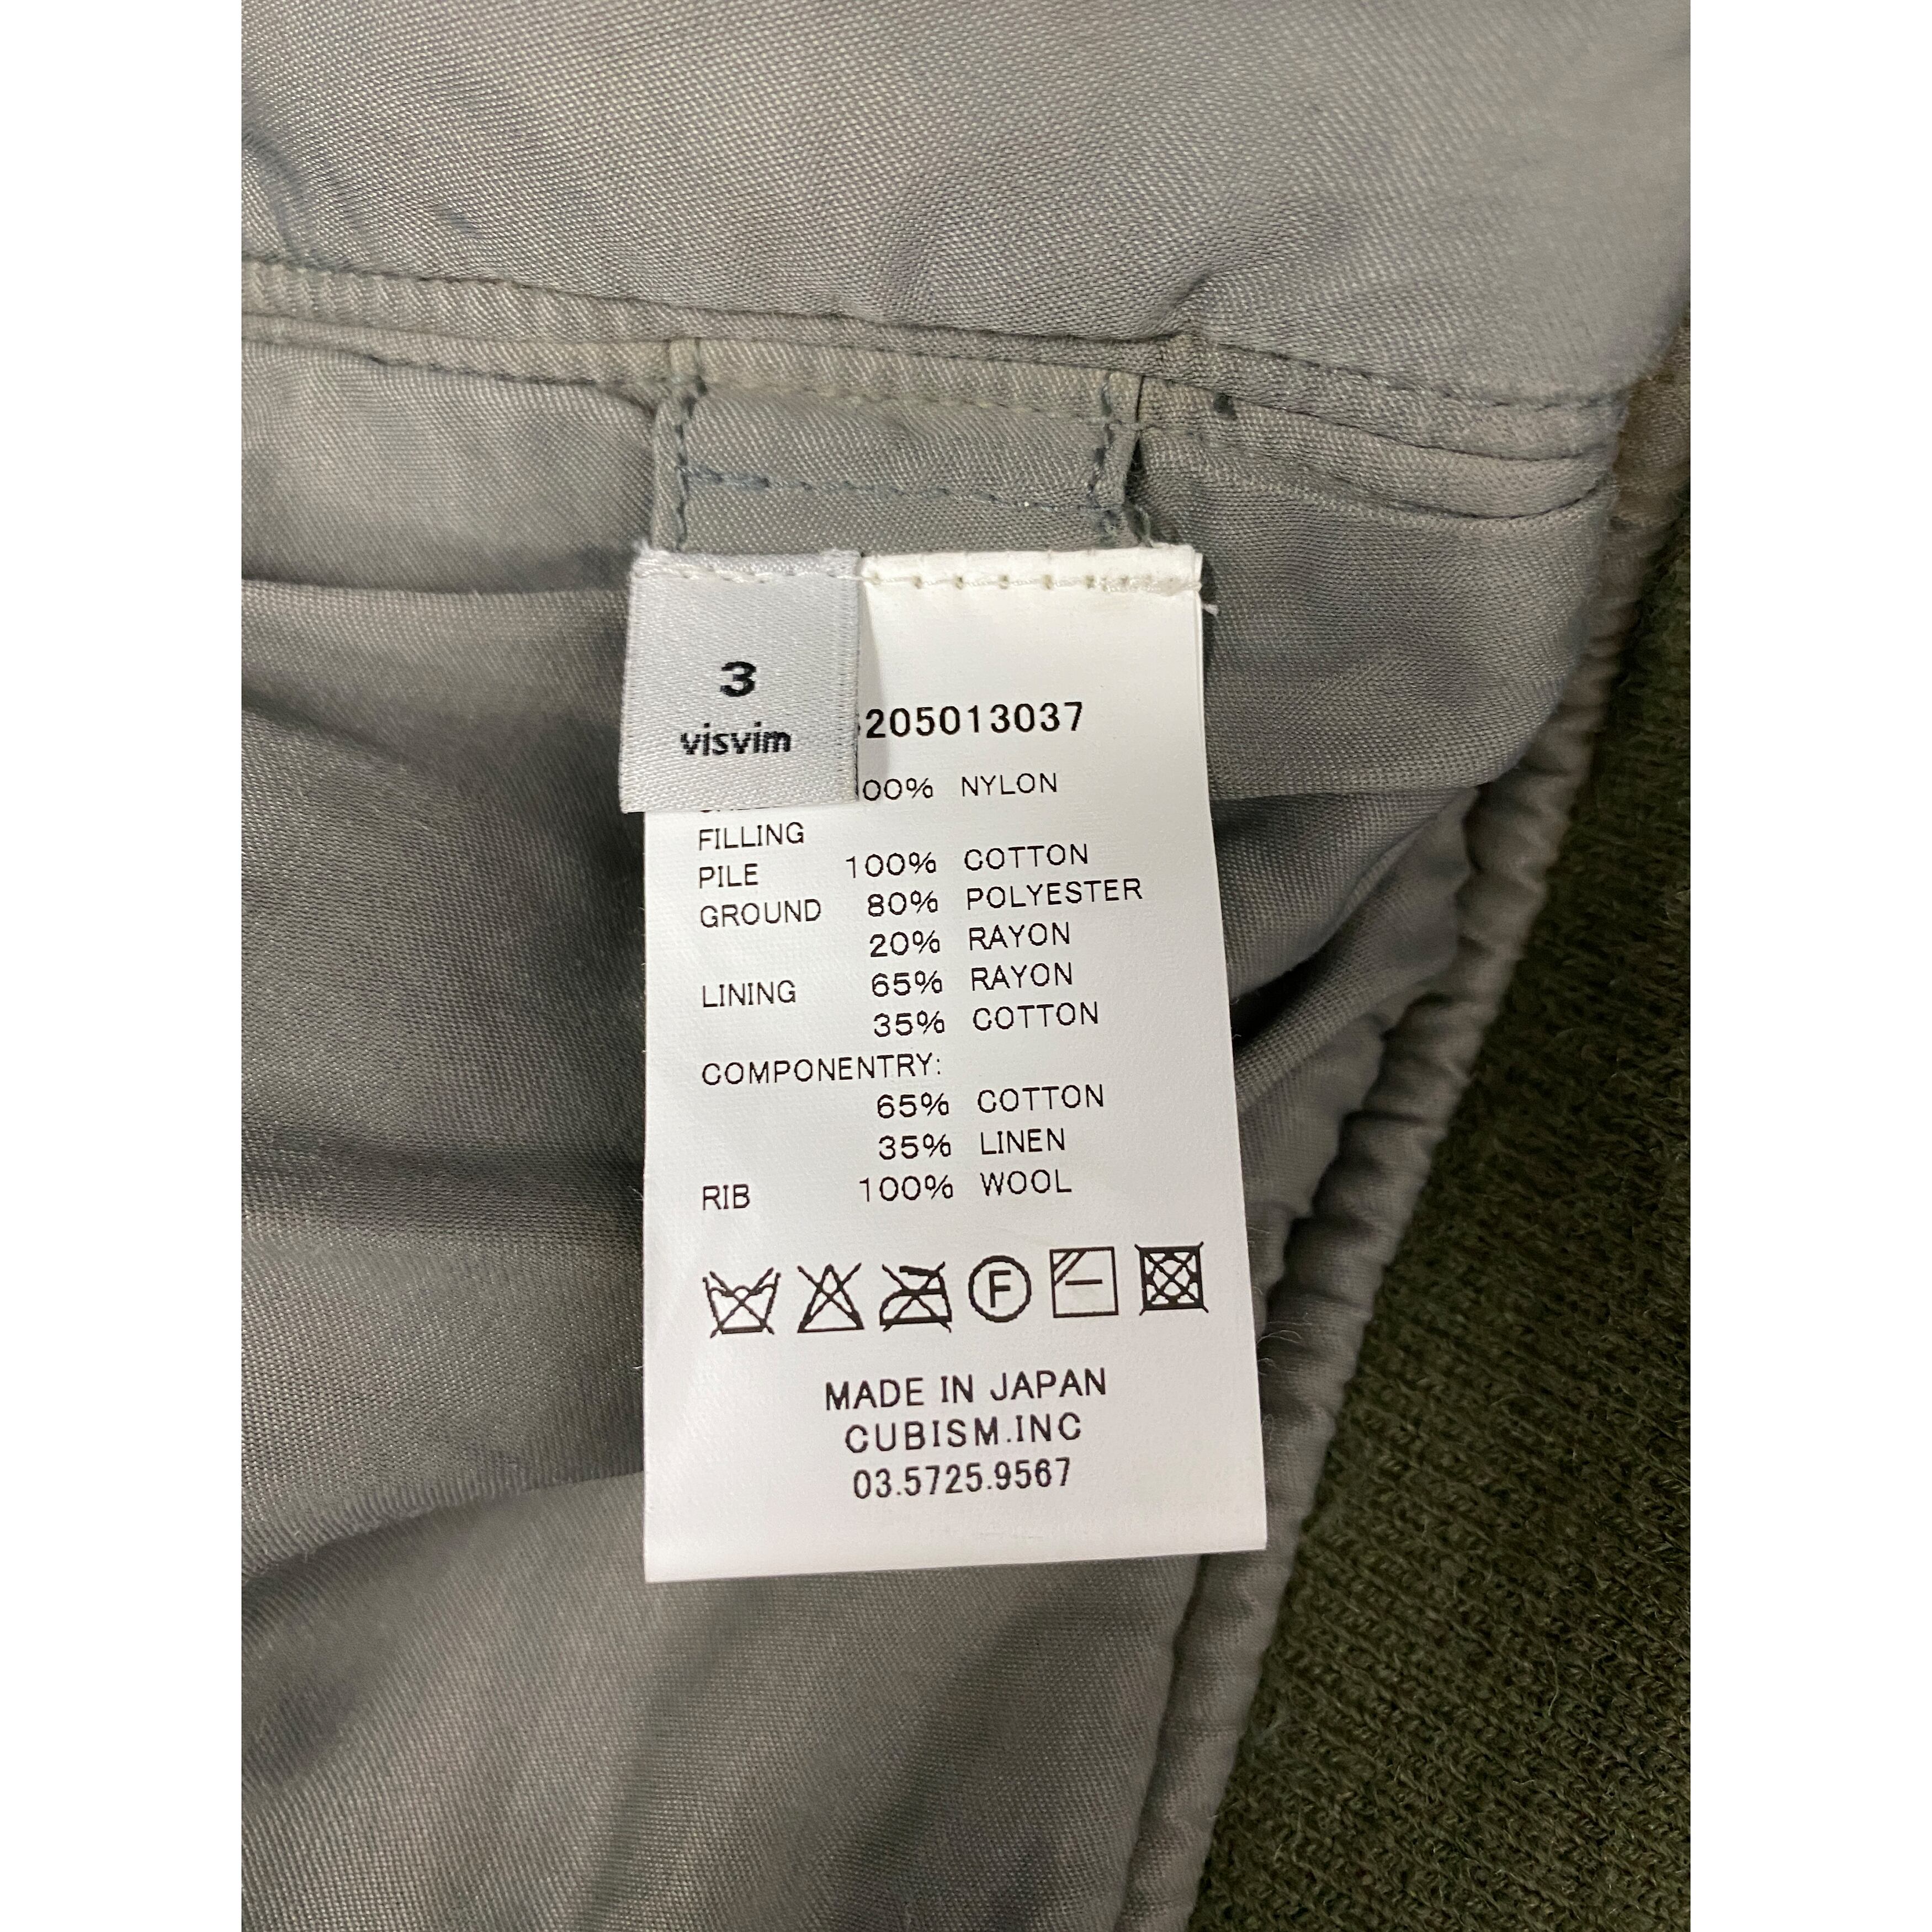 3
visvim
205013037
00% NYLON
FILLING
PILE 100% COTTON
GROUND 80% POLYESTER
20% RAYON
LINING 65% RAYON
35% COTTON
COMPONENTRY:
65% COTTON
35% LINEN
RIB 100% WOOL
F
MADE IN JAPAN
CUBISM.INC
03.5725.9567